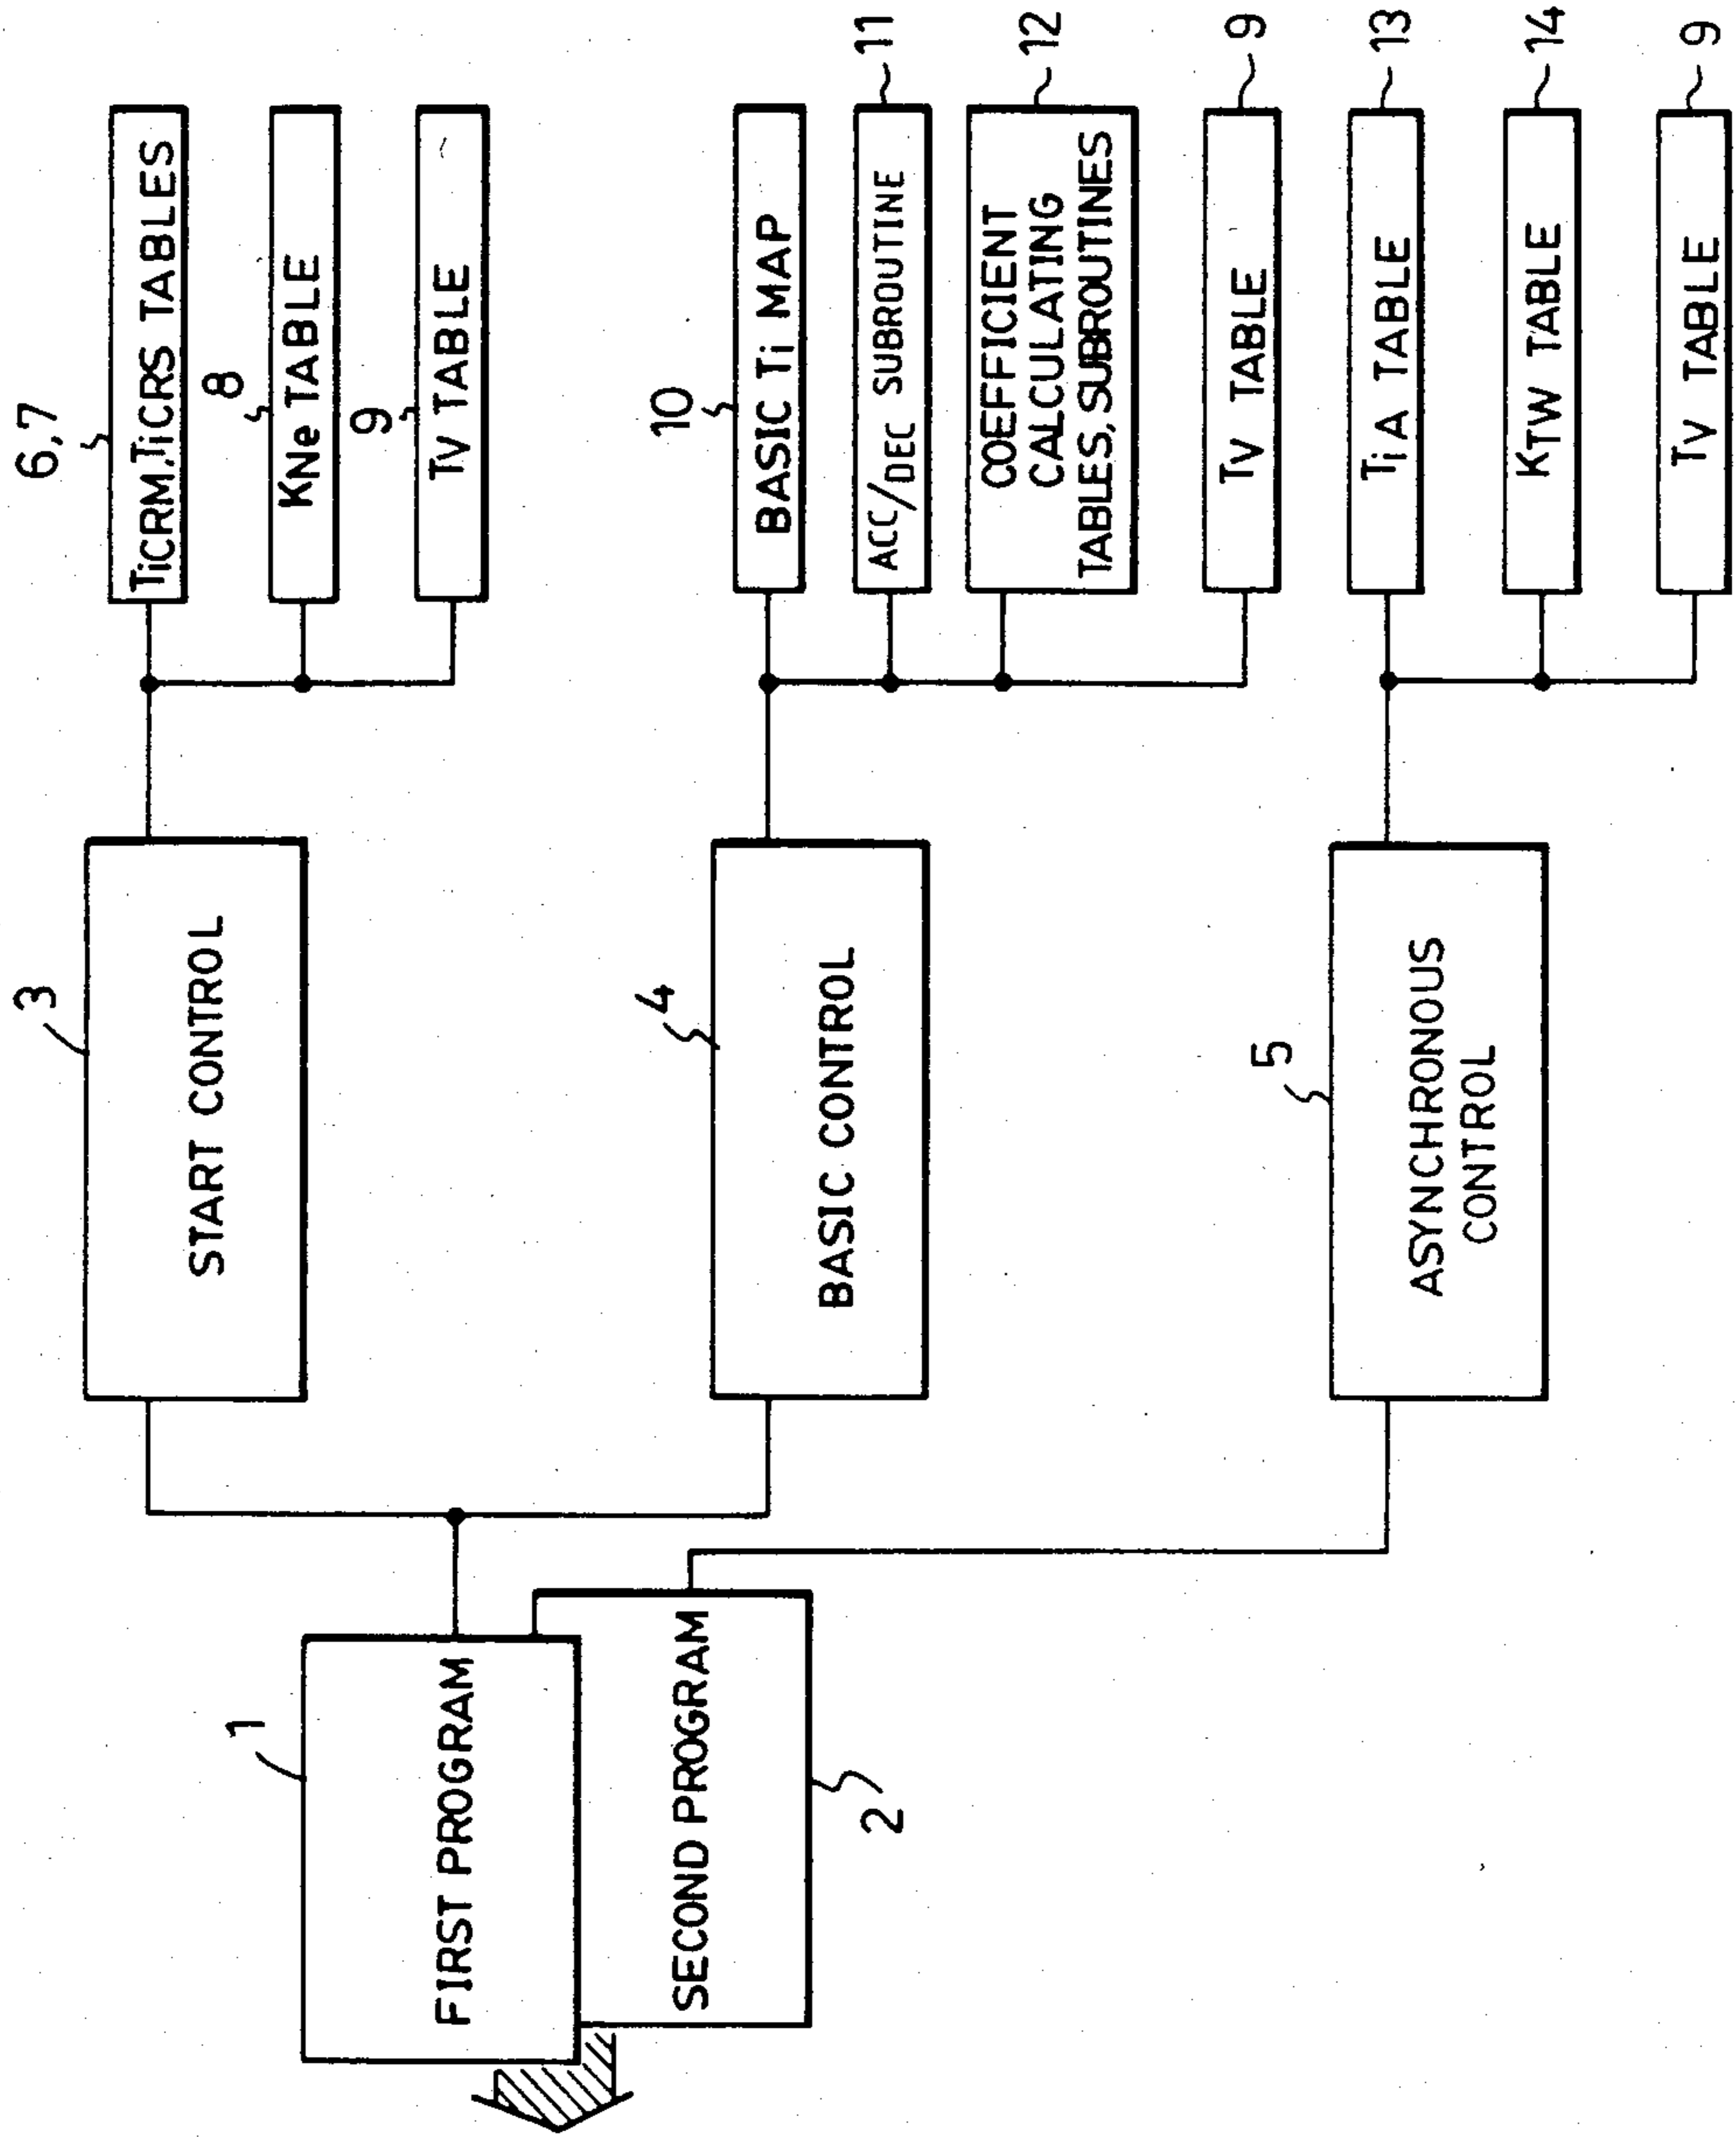 1
FIRST PROGRAM
SECOND PROGRAM
2
3
START CONTROL
4
BASIC CONTROL
5
ASYNCHRONOUS
CONTROL
6,7
TiCRM,TiCRS TABLES
8
KNe TABLE
9
TV TABLE
10
BASIC Ti MAP
ACC/DEC SUBROUTINE
11
COEFFICIENT
CALCULATING
TABLES,SUBROUTINES
12
TV TABLE
9
TiA TABLE
13
KTW TABLE
14
TV TABLE
9